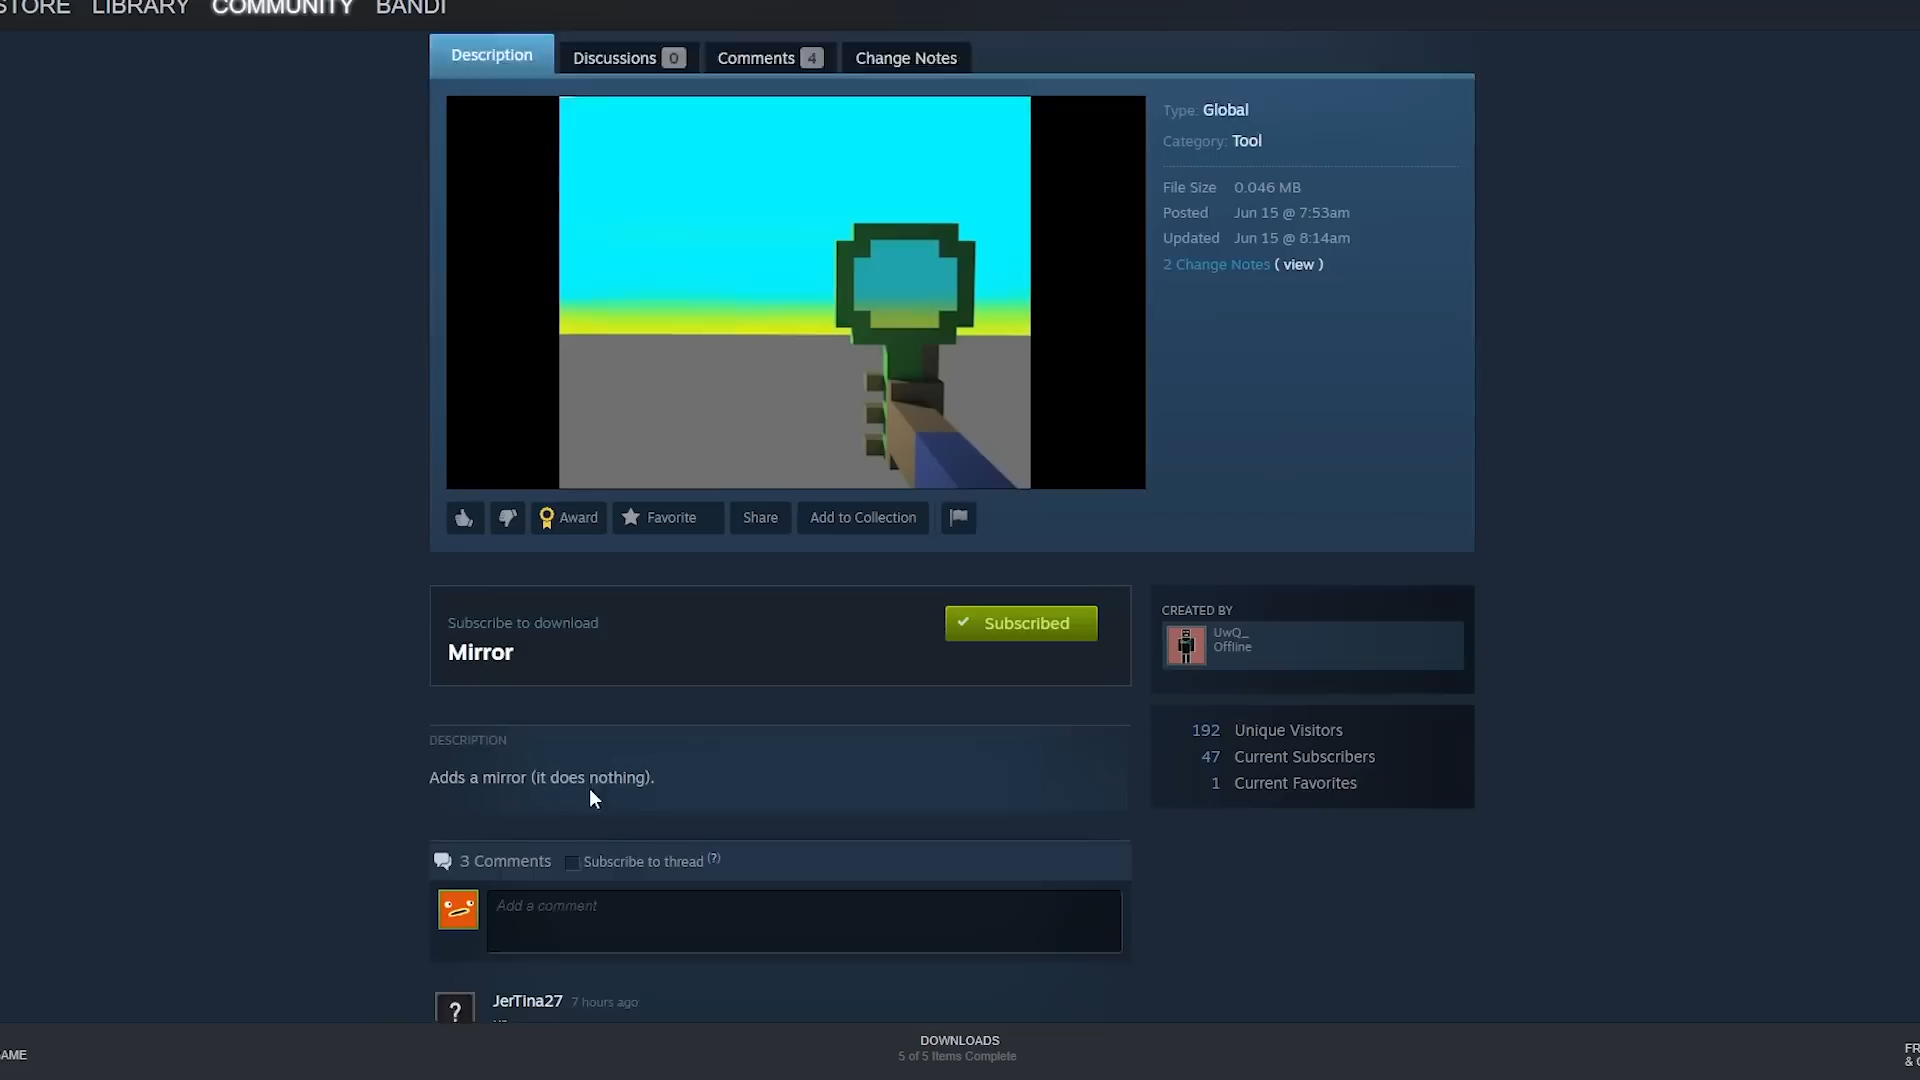 STORE LIBRARY COMMUNITY BANDI
Description Discussions 0 Comments 4 Change Notes
Type: Global
Category: Tool
File Size 0.046 MB
Posted Jun 15 @ 7:53am
Updated Jun 15 @ 8:14am
2 Change Notes ( view )
Award Favorite Share Add to Collection
Subscribe to download
Mirror
Subscribed
CREATED BY
UwQ_
Offline
192 Unique Visitors
47 Current Subscribers
1 Current Favorites
DESCRIPTION
Adds a mirror (it does nothing).
3 Comments Subscribe to thread (?)
Add a comment
? JerTina27 7 hours ago
AME
DOWNLOADS
5 of 5 Items Complete
FR
&